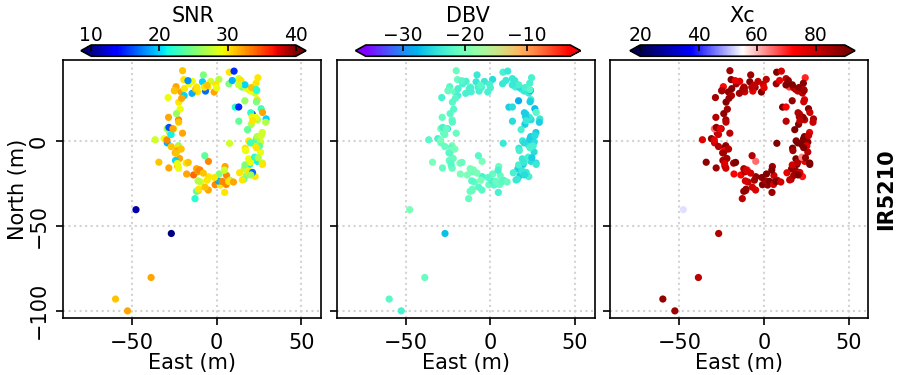 SNR DBV Xc
10 20 30 40 −30 −20 −10 20 40 60 80
North (m)
0
−50
−100
−50 0 50 −50 0 50 −50 0 50
East (m) East (m) East (m)
IR5210